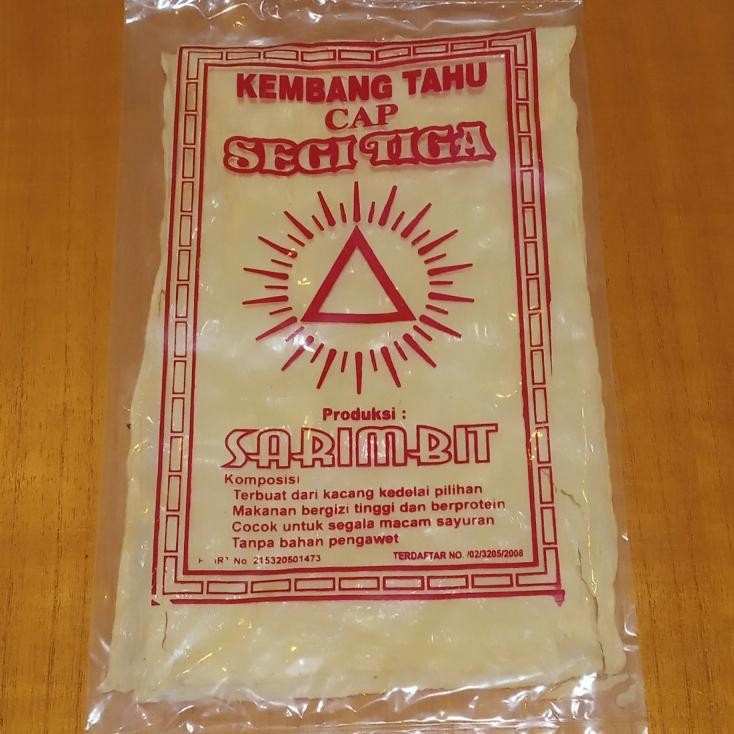 KEMBANG TAHU
CAP
SEGI TIGA
Produksi :
SARIMBIT
Komposisi
Terbuat dari kacang kedelai pilihan
Makanan bergizi tinggi dan berprotein
Cocok untuk segala macam sayuran
Tanpa bahan pengawet
No 215320501473
TERDAFTAR NO. /02/3205/2008